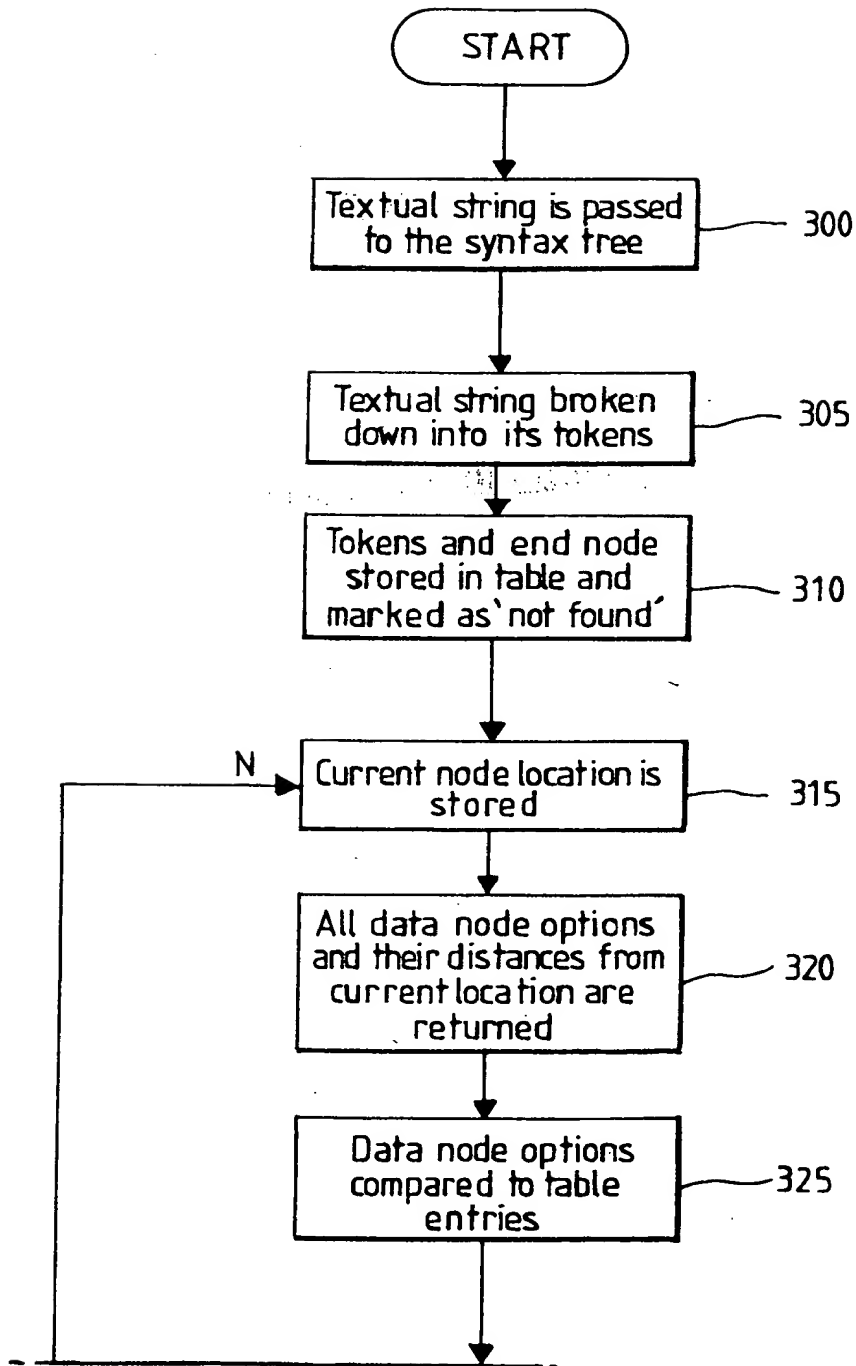 START
Textual string is passed
to the syntax tree
300
Textual string broken
down into its tokens
305
Tokens and end node
stored in table and
marked as 'not found'
310
N
Current node location is
stored
315
All data node options
and their distances from
current location are
returned
320
Data node options
compared to table
entries
325